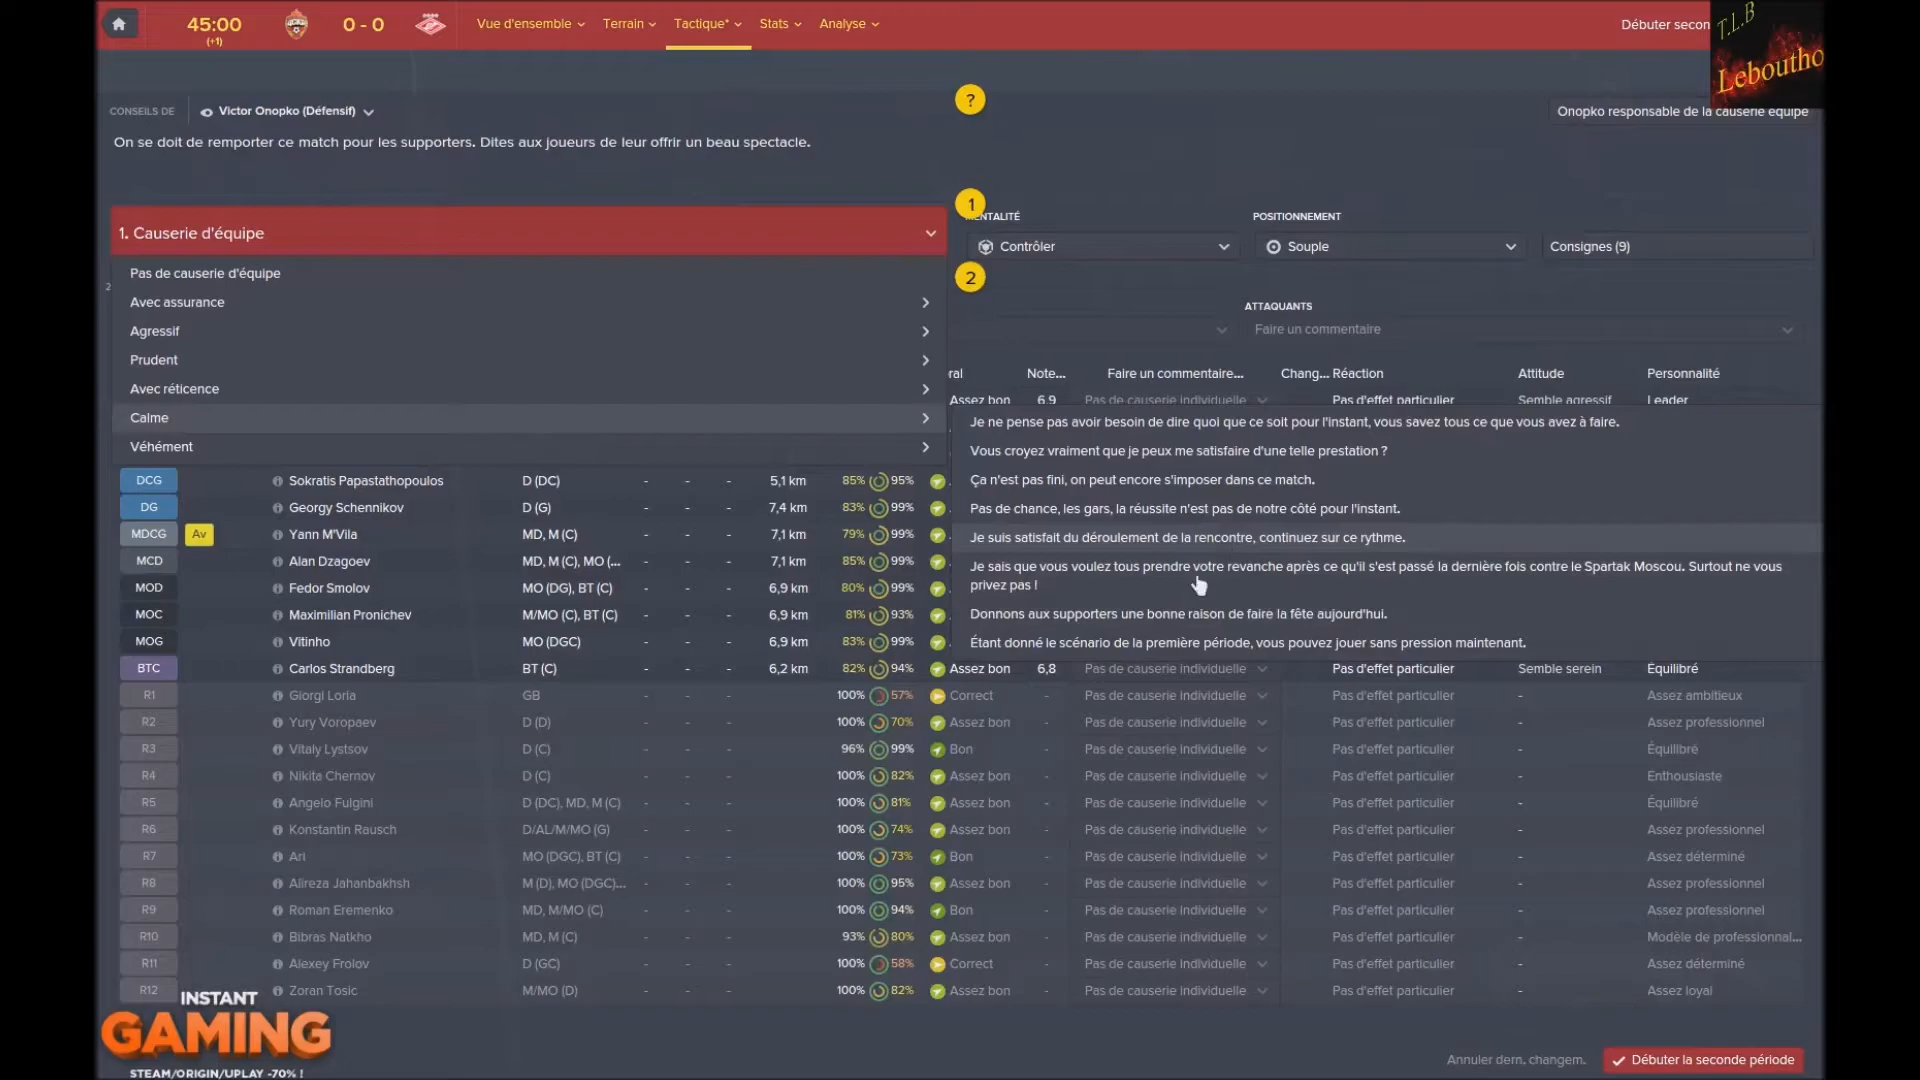 45:00
(+1)
0 - 0
Vue d'ensemble
Terrain
Tactique*
Stats
Analyse
Débuter secon
T.L.B
Leboutho
CONSEILS DE
Victor Onopko (Défensif)
?
Onopko responsable de la causerie équipe
On se doit de remporter ce match pour les supporters. Dites aux joueurs de leur offrir un beau spectacle.
1
MENTALITÉ
POSITIONNEMENT
1. Causerie d'équipe
Contrôler
Souple
Consignes (9)
Pas de causerie d'équipe
2
2
Avec assurance
ATTAQUANTS
Agressif
Faire un commentaire
Prudent
ral Note... Faire un commentaire... Chang... Réaction Attitude Personnalité
Avec réticence
Assez bon 6,9 Pas de causerie individuelle Pas d'effet particulier Semble agressif Leader
Calme
Véhément
Je ne pense pas avoir besoin de dire quoi que ce soit pour l'instant, vous savez tous ce que vous avez à faire.
Vous croyez vraiment que je peux me satisfaire d'une telle prestation ?
Ça n'est pas fini, on peut encore s'imposer dans ce match.
Pas de chance, les gars, la réussite n'est pas de notre côté pour l'instant.
Je suis satisfait du déroulement de la rencontre, continuez sur ce rythme.
Je sais que vous voulez tous prendre votre revanche après ce qu'il s'est passé la dernière fois contre le Spartak Moscou. Surtout ne vous
privez pas !
Donnons aux supporters une bonne raison de faire la fête aujourd'hui.
Étant donné le scénario de la première période, vous pouvez jouer sans pression maintenant.
DCG Sokratis Papastathopoulos D (DC) - - - 5,1 km 85% 95%
DG Georgy Schennikov D (G) - - - 7,4 km 83% 99%
MDCG Av Yann M'Vila MD, M (C) - - - 7,1 km 79% 99%
MCD Alan Dzagoev MD, M (C), MO (... - - - 7,1 km 85% 99%
MOD Fedor Smolov MO (DG), BT (C) - - - 6,9 km 80% 99%
MOC Maximilian Pronichev M/MO (C), BT (C) - - - 6,9 km 81% 93%
MOG Vitinho MO (DGC) - - - 6,9 km 83% 99%
BTC Carlos Strandberg BT (C) - - - 6,2 km 82% 94% Assez bon 6,8 Pas de causerie individuelle Pas d'effet particulier Semble serein Équilibré
R1 Giorgi Loria GB - - - 100% 57% Correct - Pas de causerie individuelle Pas d'effet particulier - Assez ambitieux
R2 Yury Voropaev D (D) - - - 100% 70% Assez bon - Pas de causerie individuelle Pas d'effet particulier - Assez professionnel
R3 Vitaly Lystsov D (C) - - - 96% 99% Bon - Pas de causerie individuelle Pas d'effet particulier - Équilibré
R4 Nikita Chernov D (C) - - - 100% 82% Assez bon - Pas de causerie individuelle Pas d'effet particulier - Enthousiaste
R5 Angelo Fulgini D (DC), MD, M (C) - - - 100% 81% Assez bon - Pas de causerie individuelle Pas d'effet particulier - Équilibré
R6 Konstantin Rausch D/AL/M/MO (G) - - - 100% 74% Assez bon - Pas de causerie individuelle Pas d'effet particulier - Assez professionnel
R7 Ari MO (DGC), BT (C) - - - 100% 73% Bon - Pas de causerie individuelle Pas d'effet particulier - Assez déterminé
R8 Alireza Jahanbakhsh M (D), MO (DGC)... - - - 100% 95% Assez bon - Pas de causerie individuelle Pas d'effet particulier - Assez professionnel
R9 Roman Eremenko MD, M/MO (C) - - - 100% 94% Bon - Pas de causerie individuelle Pas d'effet particulier - Assez professionnel
R10 Bibras Natkho MD, M (C) - - - 93% 80% Assez bon - Pas de causerie individuelle Pas d'effet particulier - Modèle de professionnal...
R11 Alexey Frolov D (GC) - - - 100% 58% Correct - Pas de causerie individuelle Pas d'effet particulier - Assez déterminé
R12 Zoran Tosic M/MO (D) - - - 100% 82% Assez bon - Pas de causerie individuelle Pas d'effet particulier - Assez loyal
INSTANT
GAMING
STEAM/ORIGIN/UPLAY -70% !
Annuler dern. changem.
Débuter la seconde période